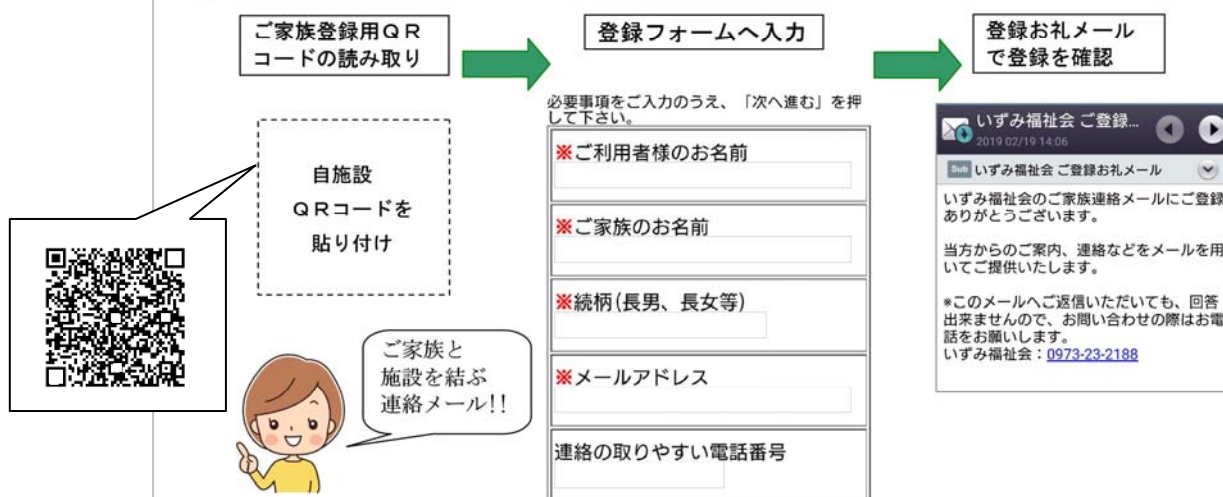 ご家族登録用ＱＲ
コードの読み取り
登録フォームへ入力
登録お礼メール
で登録を確認
自施設
ＱＲコードを
貼り付け
ご家族と
施設を結ぶ
連絡メール!!
必要事項をご入力のうえ、「次へ進む」を押
して下さい。
※ご利用者様のお名前
※ご家族のお名前
※続柄(長男、長女等)
※メールアドレス
連絡の取りやすい電話番号
いずみ福祉会 ご登録...
2019 02/19 14:06
Sub いずみ福祉会 ご登録お礼メール
いずみ福祉会のご家族連絡メールにご登録
ありがとうございます。
当方からのご案内、連絡などをメールを用
いてご提供いたします。
*このメールへご返信いただいても、回答
出来ませんので、お問い合わせの際はお電
話をお願いします。
いずみ福祉会：0973-23-2188